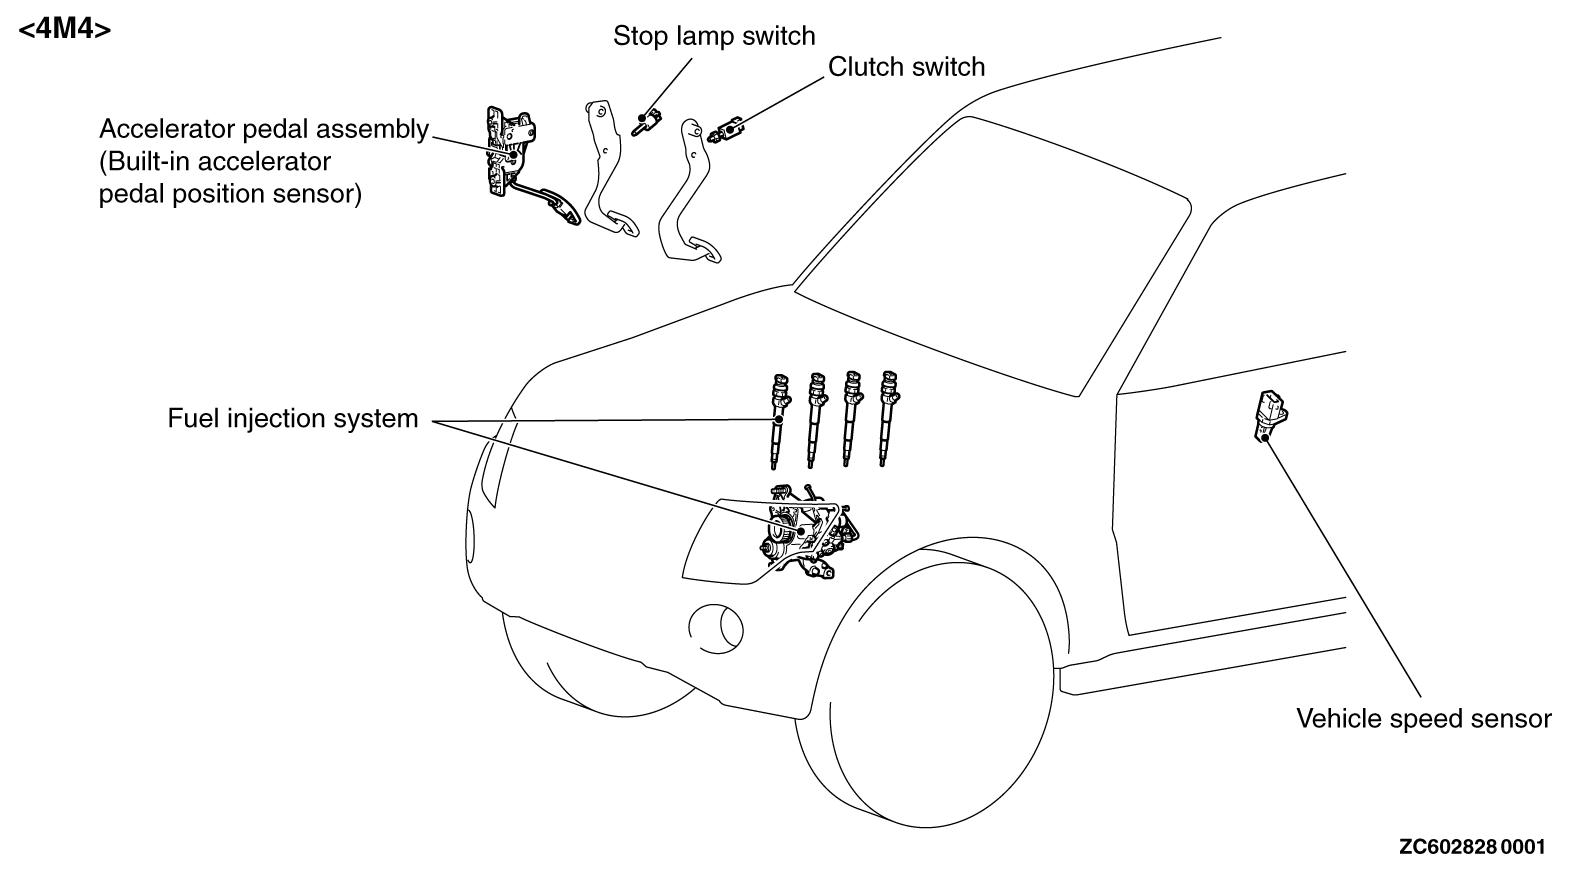 <4M4>
Stop lamp switch
Clutch switch
Accelerator pedal assembly
(Built-in accelerator
pedal position sensor)
Fuel injection system
Vehicle speed sensor
ZC602828 0001